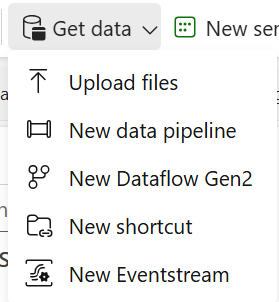 Get data New ser
Upload files
New data pipeline
New Dataflow Gen2
New shortcut
New Eventstream